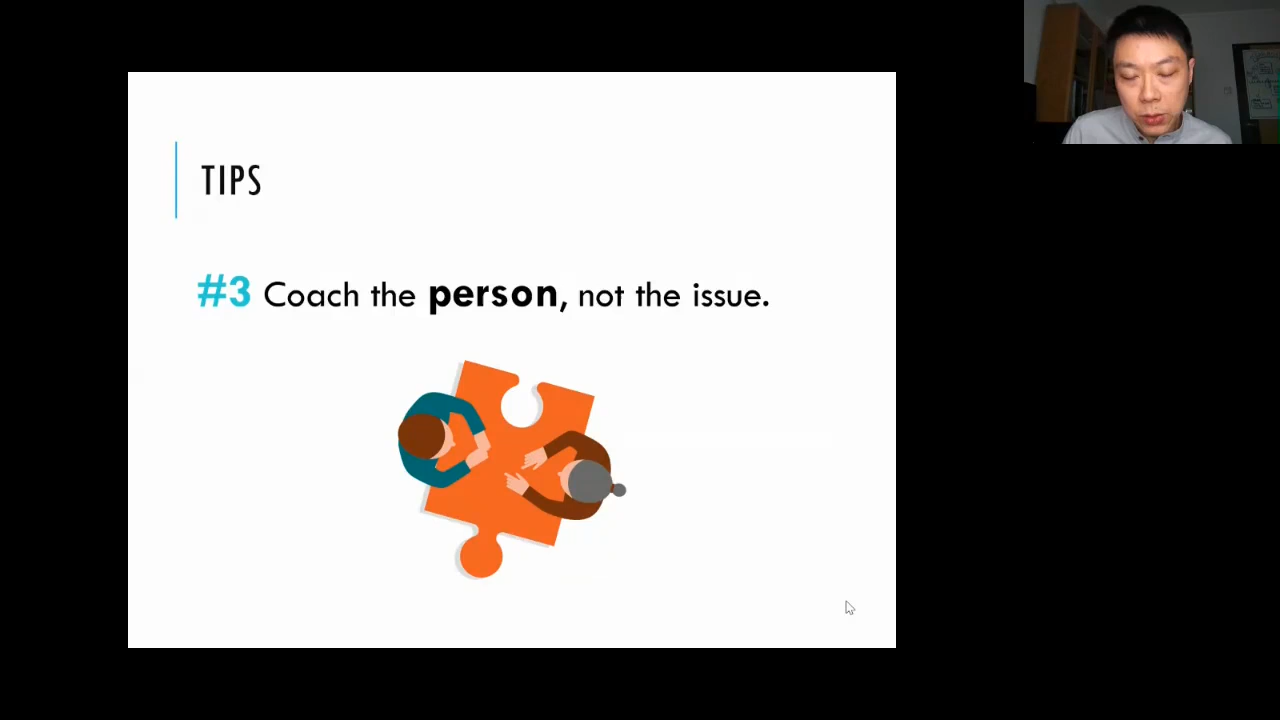 TIPS
#3 Coach the person, not the issue.